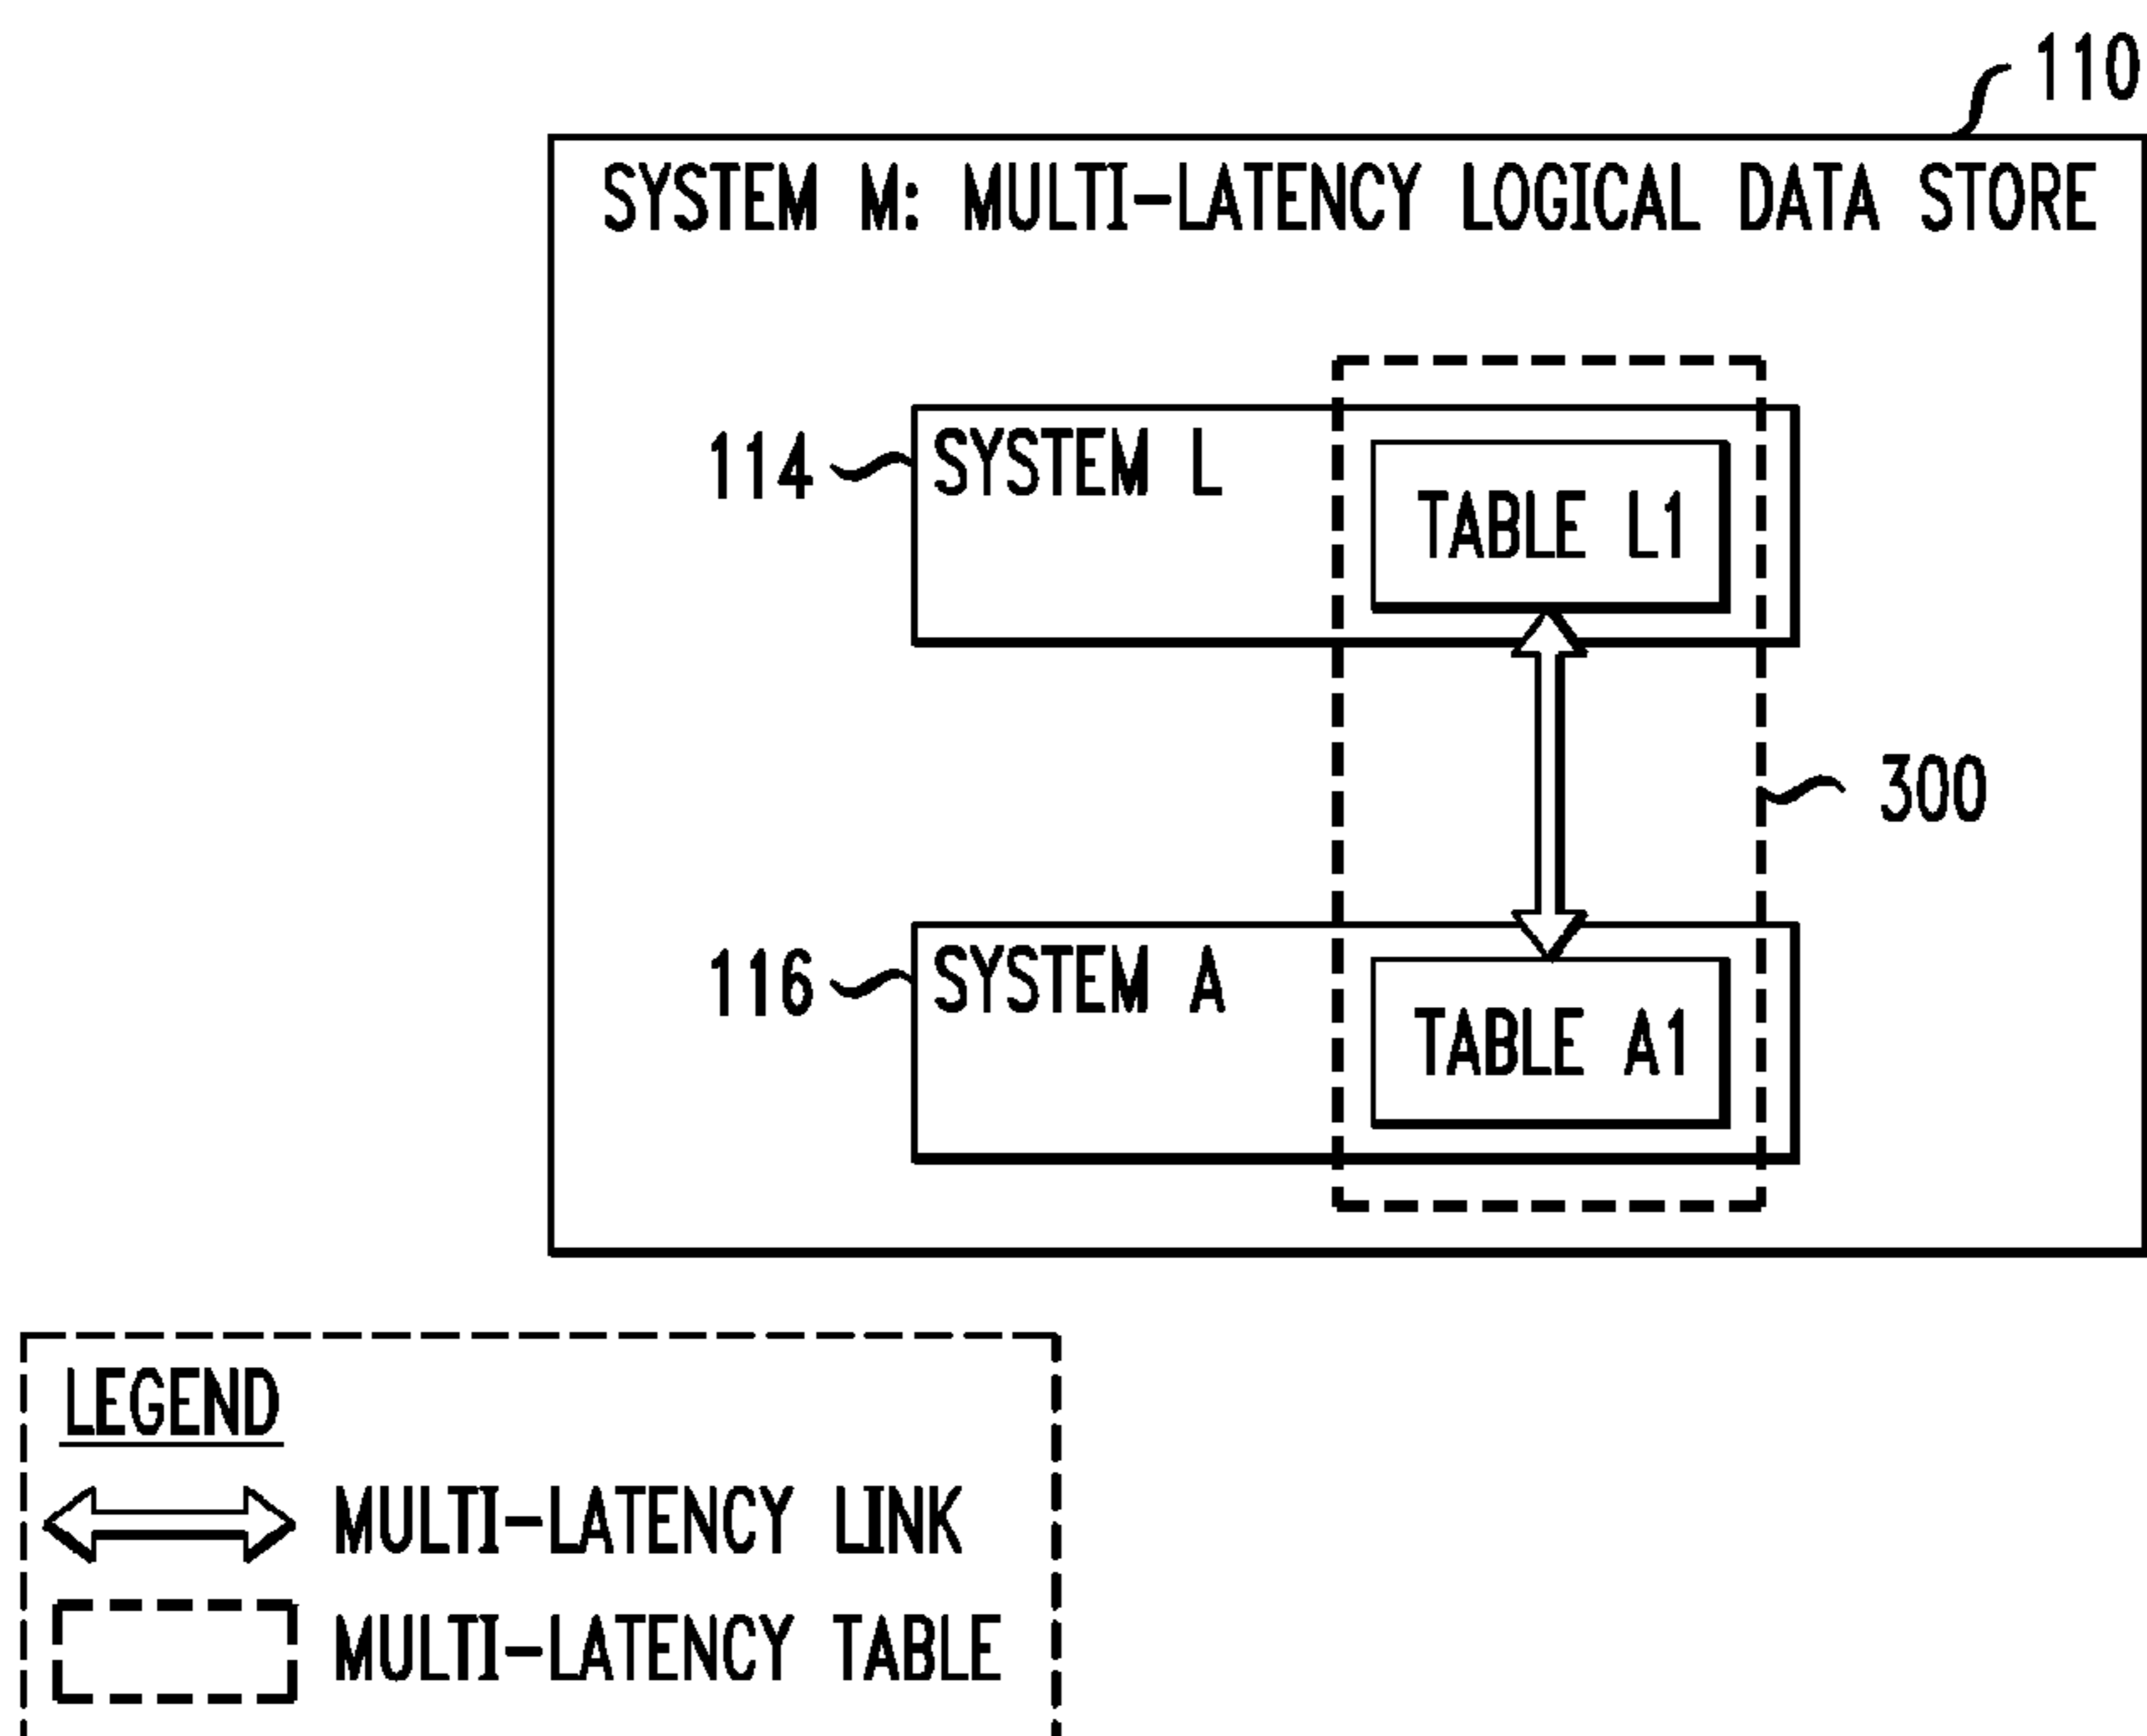 110
SYSTEM M: MULTI-LATENCY LOGICAL DATA STORE
114
SYSTEM L
TABLE L1
300
116
SYSTEM A
TABLE A1
LEGEND
MULTI-LATENCY LINK
MULTI-LATENCY TABLE